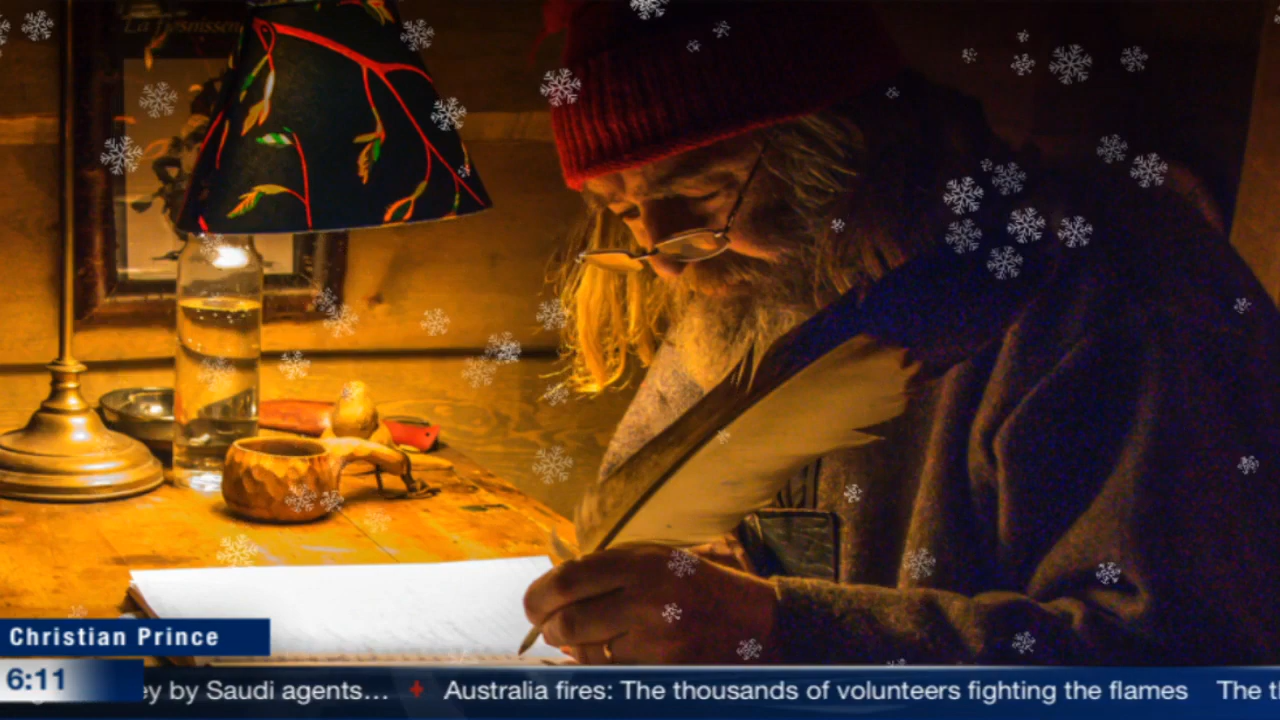 Christian Prince
6:11
ey by Saudi agents... + Australia fires: The thousands of volunteers fighting the flames The